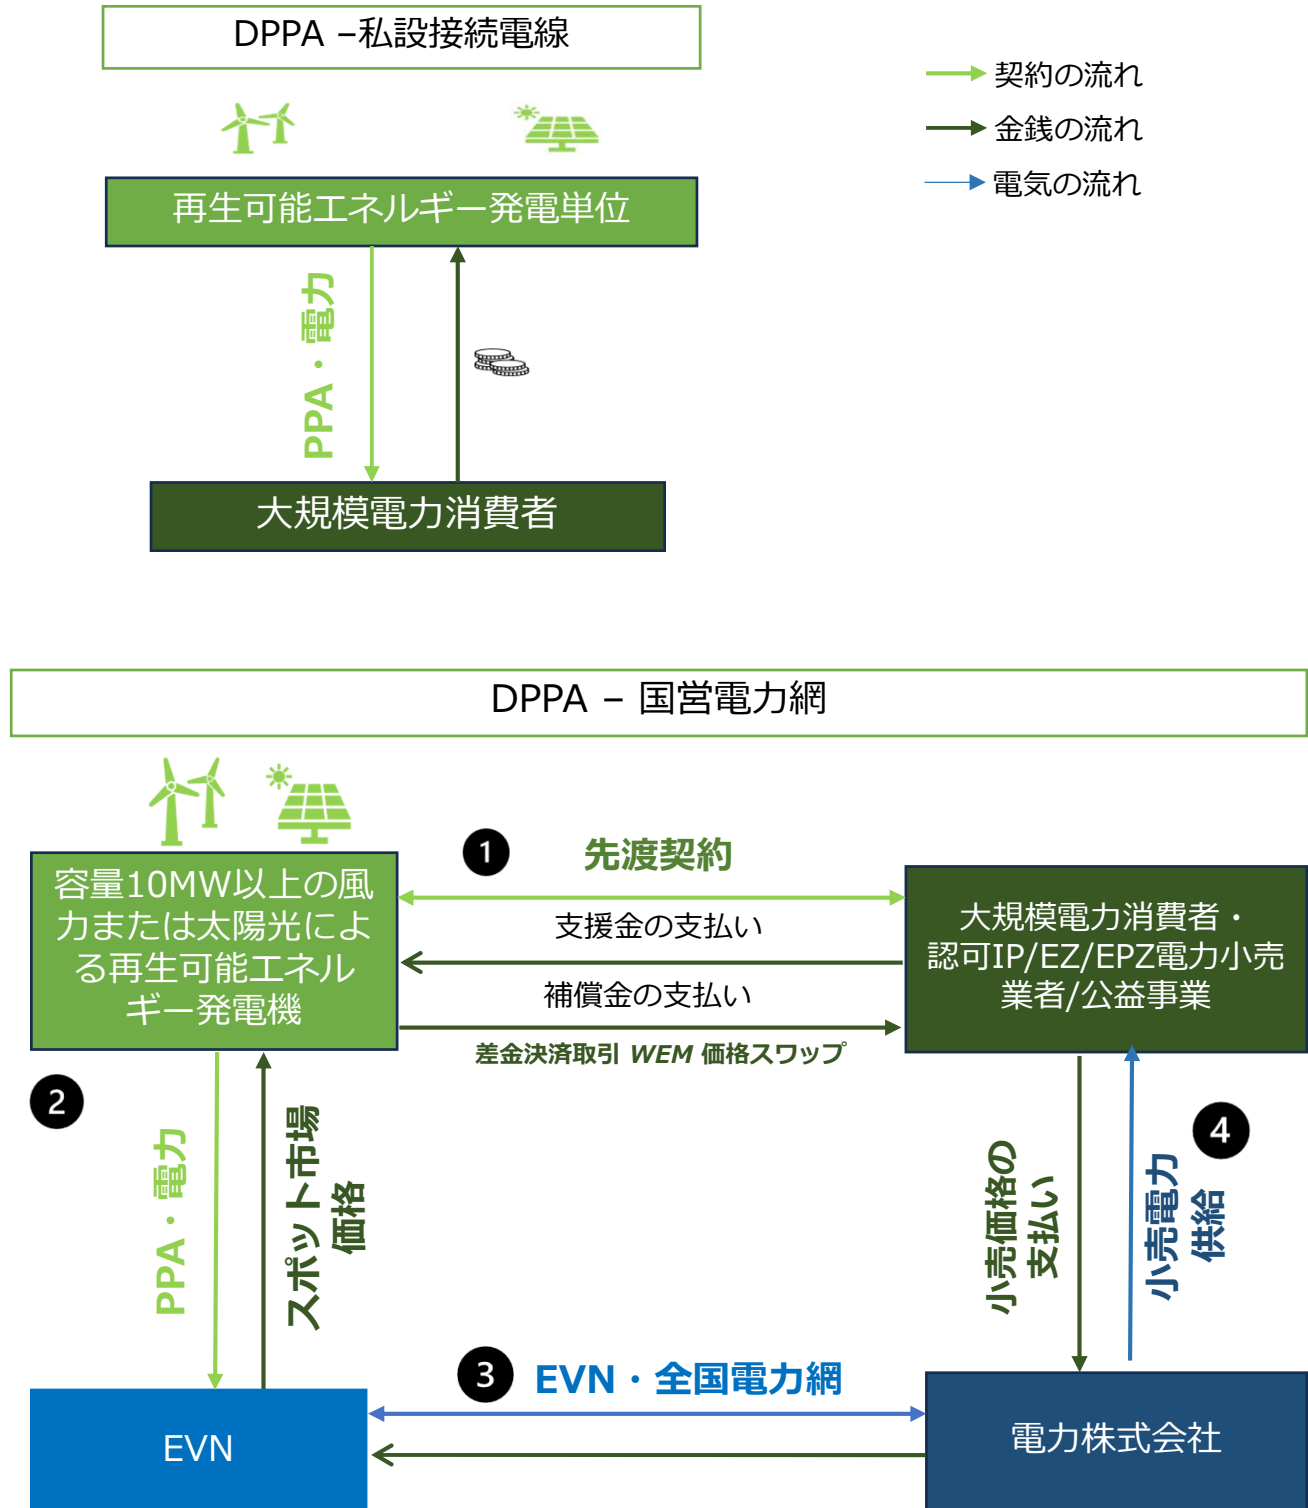 DPPA –私設接続電線
契約の流れ
金銭の流れ
電気の流れ
再生可能エネルギー発電単位
PPA・電力
大規模電力消費者
DPPA – 国営電力網
1
先渡契約
容量10MW以上の風
力または太陽光によ
る再生可能エネル
ギー発電機
支援金の支払い
補償金の支払い
差金決済取引 WEM 価格スワップ
大規模電力消費者・
認可IP/EZ/EPZ電力小売
業者/公益事業
2
PPA・電力
スポット市場
価格
小売価格の
支払い
小売電力
供給
4
3
EVN・全国電力網
EVN
電力株式会社